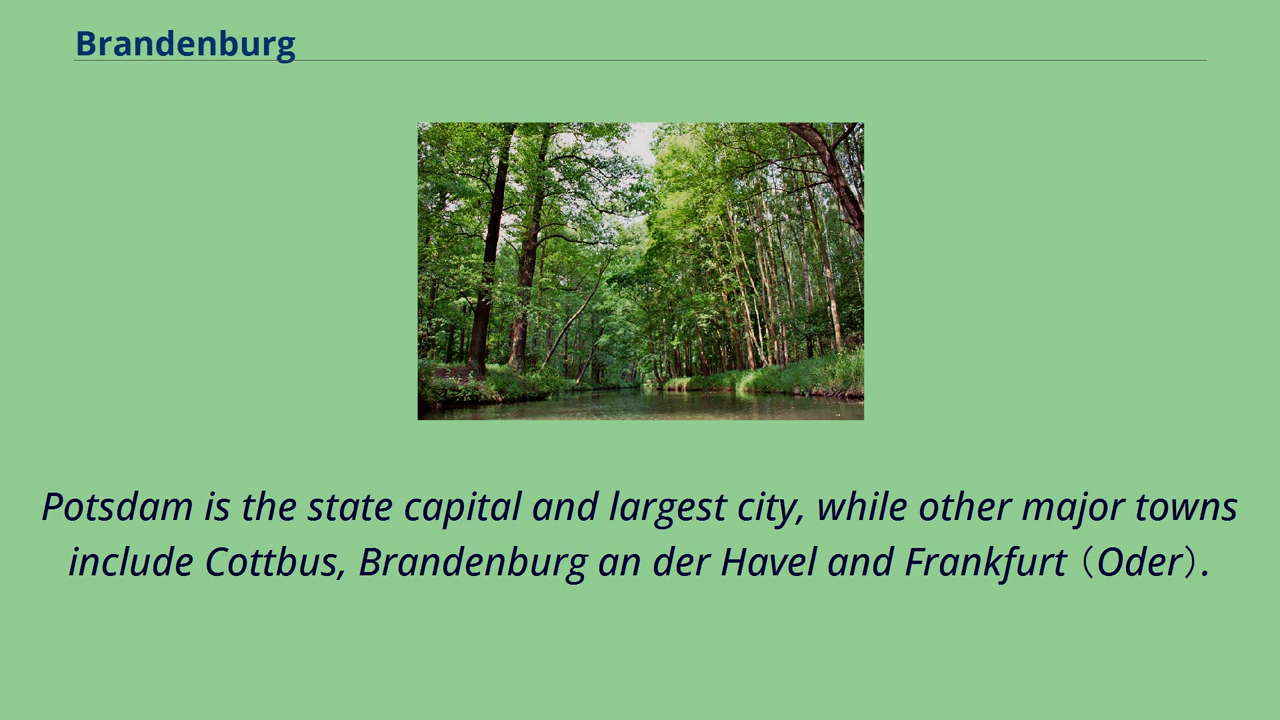 Brandenburg
Potsdam is the state capital and largest city, while other major towns
include Cottbus, Brandenburg an der Havel and Frankfurt（Oder）.